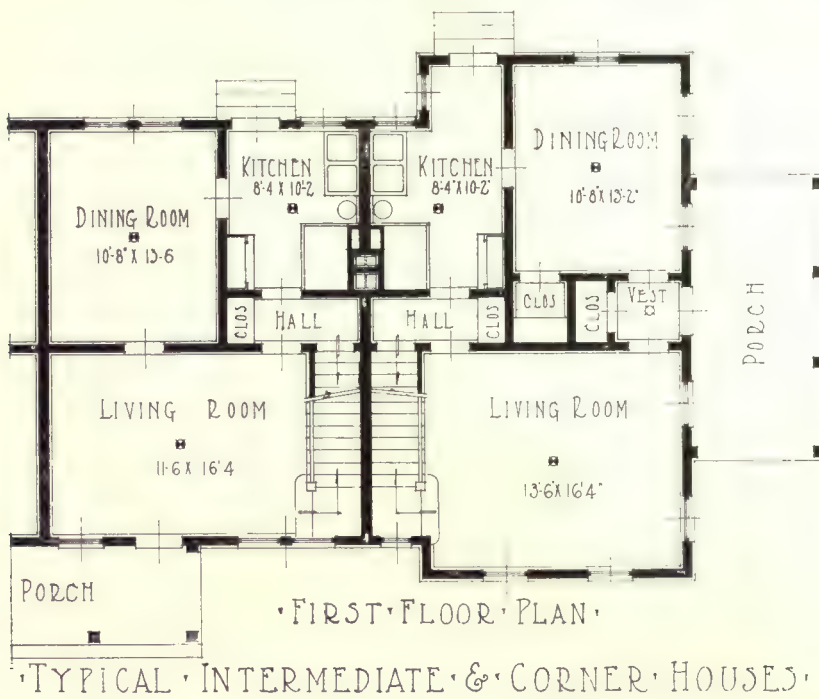 DINING ROOM
10'-8" X 13'-2"
KITCHEN
8'-4 X 10-2
KITCHEN
8'-4" X 10'-2"
DINING ROOM
10'-8" X 13-6
CLOS
HALL
HALL
CLOS
CLOS
CLOS
VEST
PORCH
LIVING ROOM
11-6 X 16'4
LIVING ROOM
13'-6" X 16'4"
PORCH
·FIRST·FLOOR·PLAN·
·TYPICAL·INTERMEDIATE·&·CORNER·HOUSES·